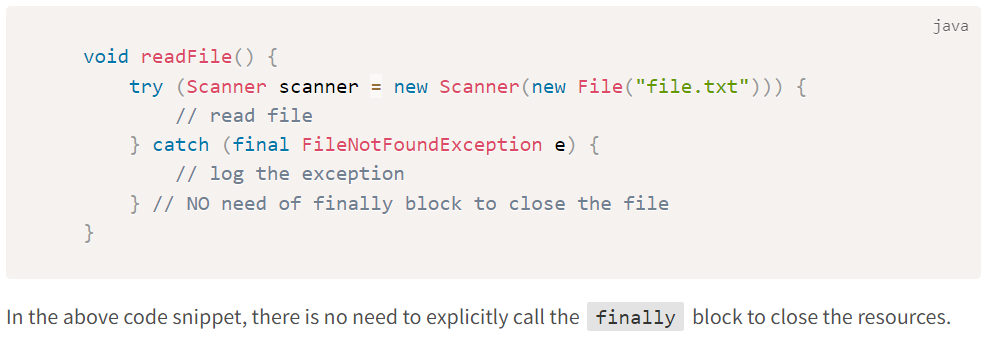 java
void readFile() {
    try (Scanner scanner = new Scanner(new File("file.txt"))) {
        // read file
    } catch (final FileNotFoundException e) {
        // log the exception
    } // NO need of finally block to close the file
}
In the above code snippet, there is no need to explicitly call the finally block to close the resources.